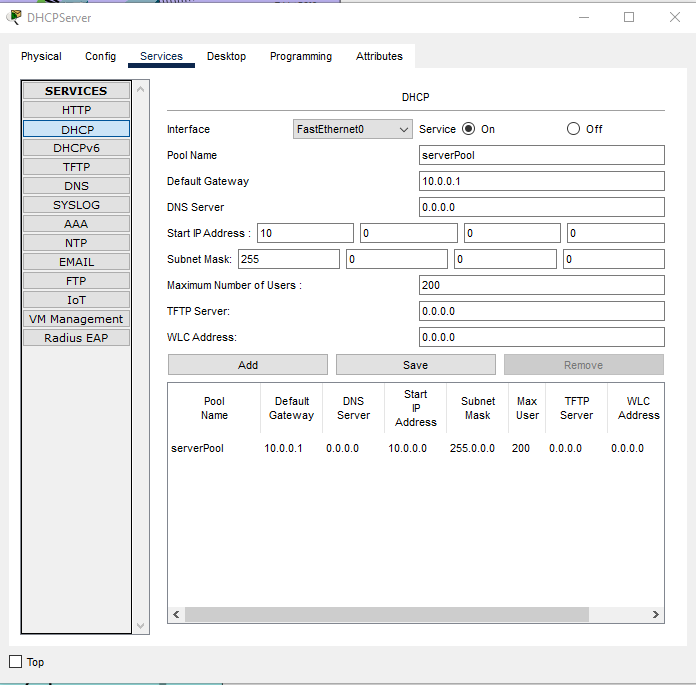 DHCPServer
Physical Config Services Desktop Programming Attributes
SERVICES
HTTP
DHCP
DHCPv6
TFTP
DNS
SYSLOG
AAA
NTP
EMAIL
FTP
IoT
VM Management
Radius EAP
DHCP
Interface FastEthernet0 Service On Off
Pool Name serverPool
Default Gateway 10.0.0.1
DNS Server 0.0.0.0
Start IP Address : 10 0 0 0
Subnet Mask: 255 0 0 0
Maximum Number of Users : 200
TFTP Server: 0.0.0.0
WLC Address: 0.0.0.0
Add Save Remove
Pool Name Default Gateway DNS Server Start IP Address Subnet Mask Max User TFTP Server WLC Address
serverPool 10.0.0.1 0.0.0.0 10.0.0.0 255.0.0.0 200 0.0.0.0 0.0.0.0
Top